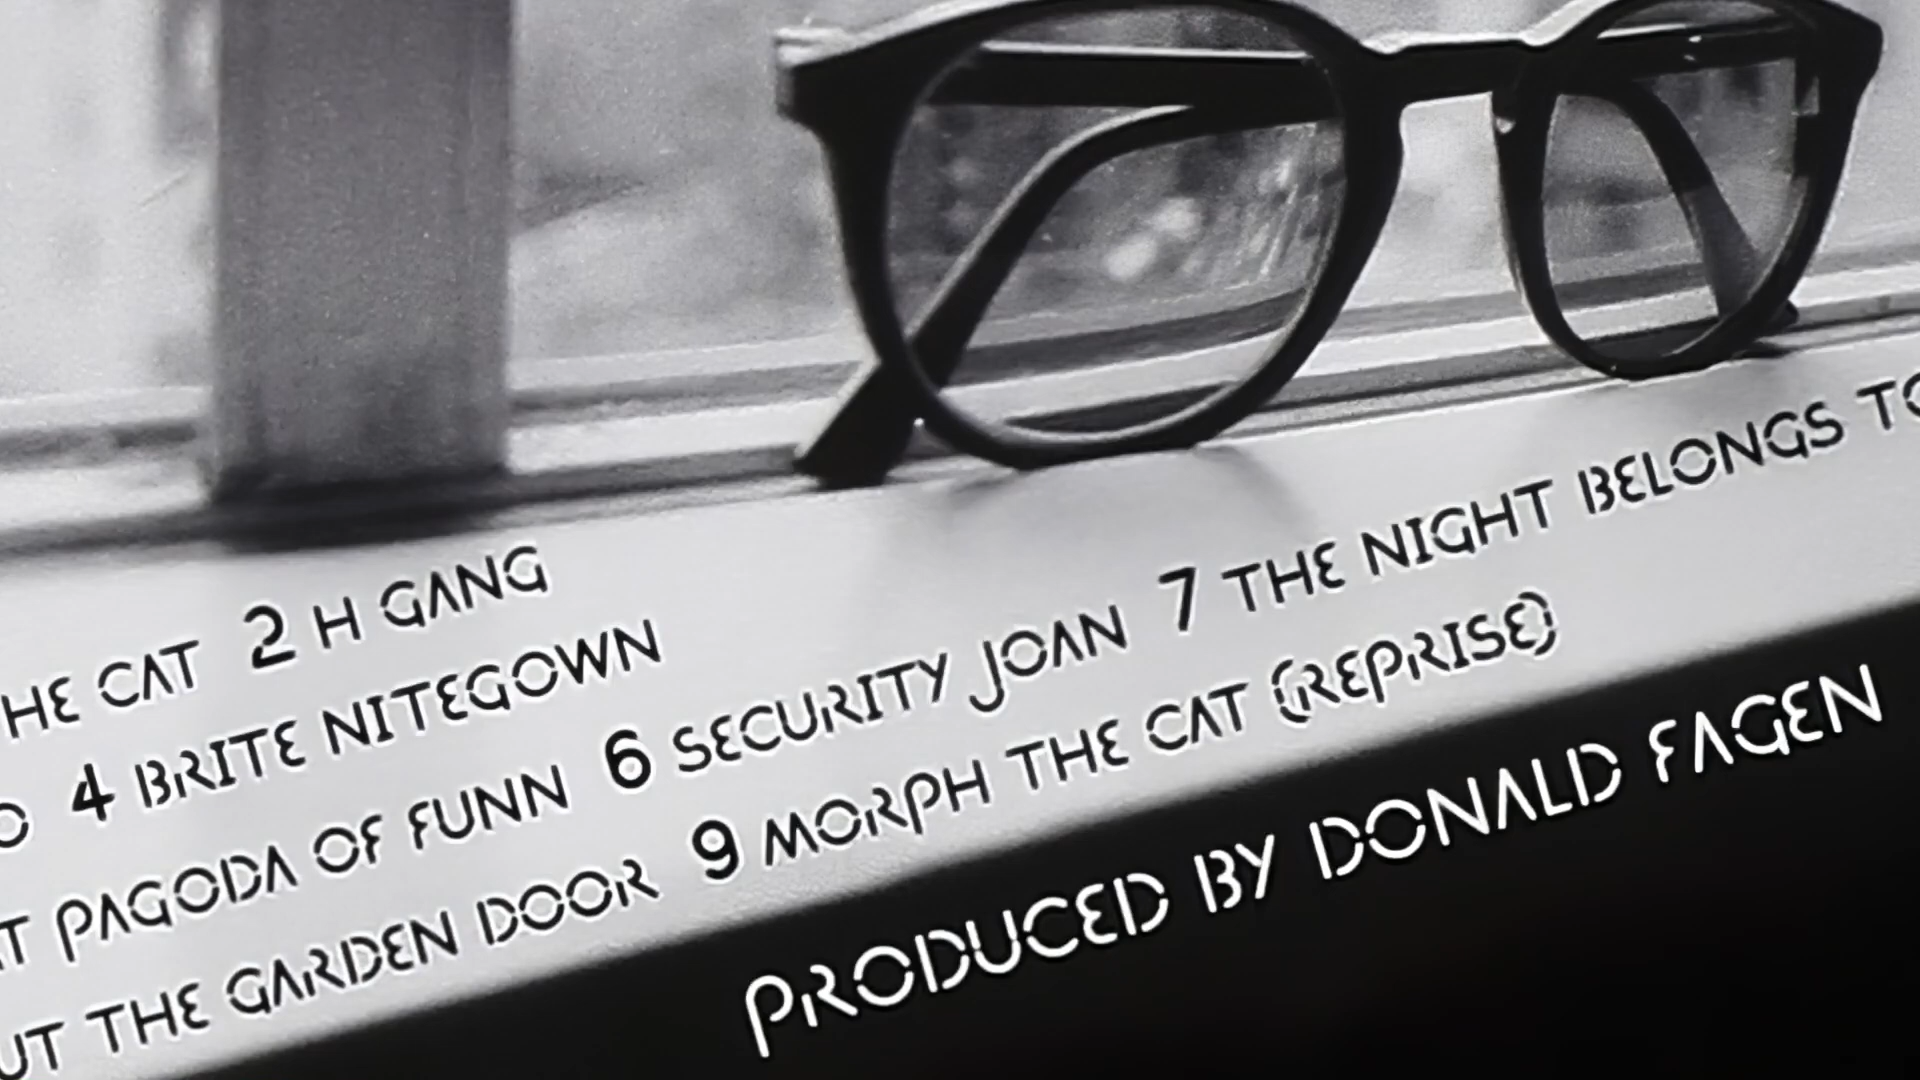 HE CAT 2 H GANG
O 4 BRITE NITEGOWN
T PAGODA OF FUNN 6 SECURITY JOAN 7 THE NIGHT BELONGS TO
UT THE GARDEN DOOR 9 MORPH THE CAT (REPRISE)
PRODUCED BY DONALD FAGEN